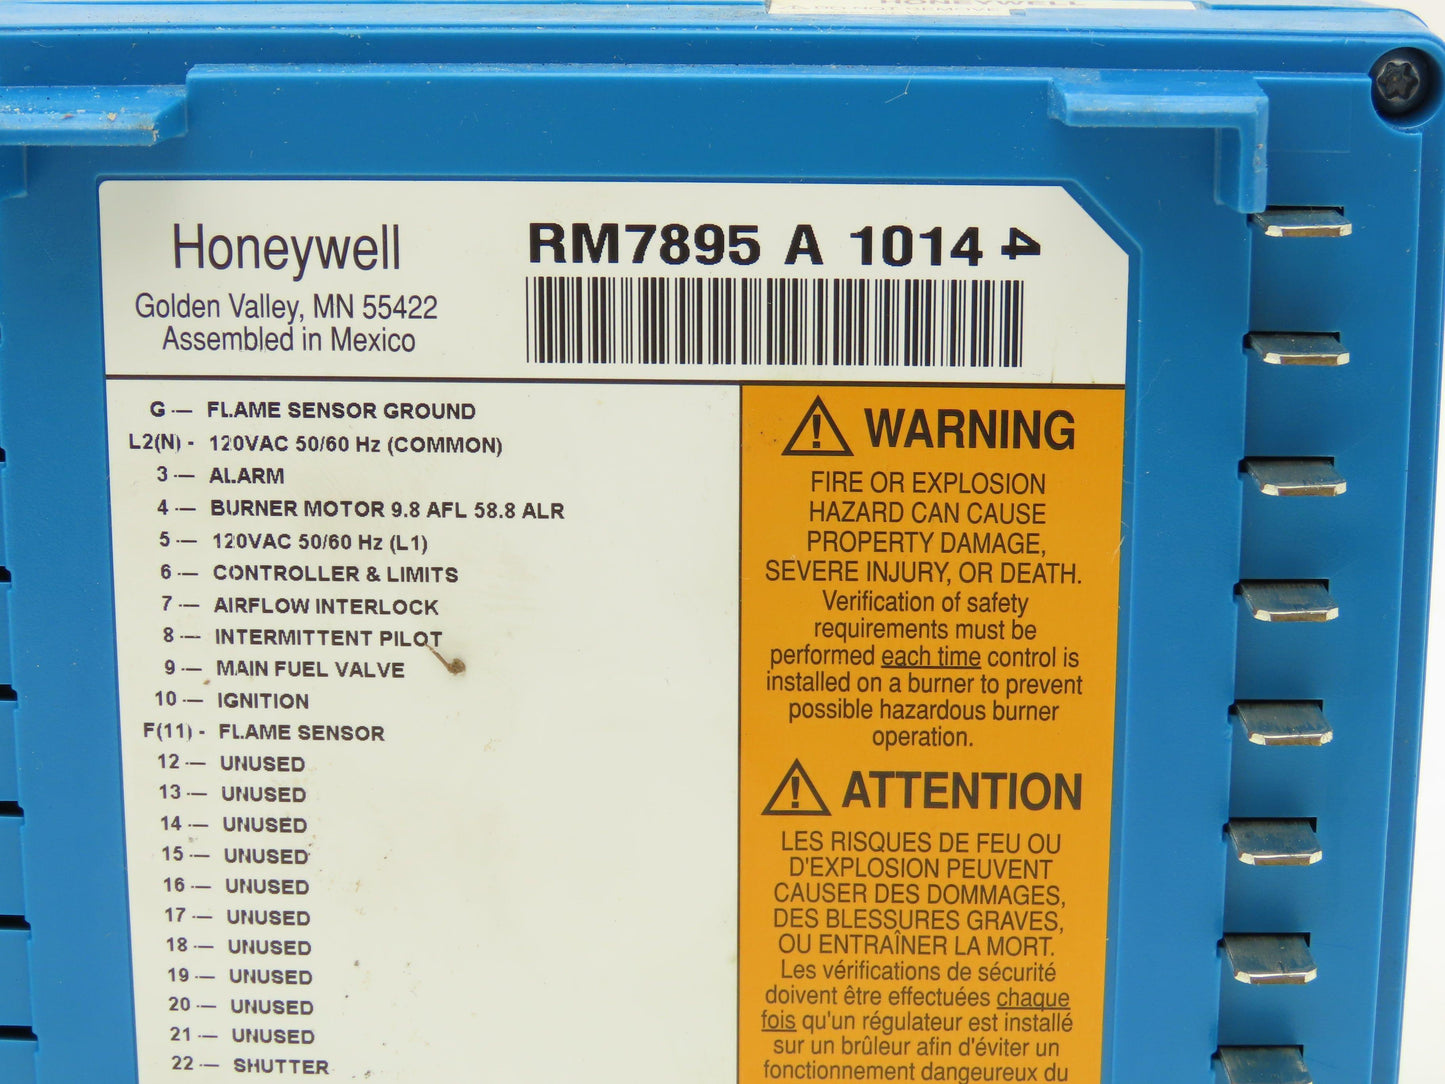 HONEYWELL
Honeywell
Golden Valley, MN 55422
Assembled in Mexico
RM7895 A 1014 4
G — FLAME SENSOR GROUND
L2(N) - 120VAC 50/60 Hz (COMMON)
3 — ALARM
4 — BURNER MOTOR 9.8 AFL 58.8 ALR
5 — 120VAC 50/60 Hz (L1)
6 — CONTROLLER & LIMITS
7 — AIRFLOW INTERLOCK
8 — INTERMITTENT PILOT
9 — MAIN FUEL VALVE
10 — IGNITION
F(11) - FLAME SENSOR
12 — UNUSED
13 — UNUSED
14 — UNUSED
15 — UNUSED
16 — UNUSED
17 — UNUSED
18 — UNUSED
19 — UNUSED
20 — UNUSED
21 — UNUSED
22 — SHUTTER
WARNING
FIRE OR EXPLOSION
HAZARD CAN CAUSE
PROPERTY DAMAGE,
SEVERE INJURY, OR DEATH.
Verification of safety
requirements must be
performed each time control is
installed on a burner to prevent
possible hazardous burner
operation.
ATTENTION
LES RISQUES DE FEU OU
D'EXPLOSION PEUVENT
CAUSER DES DOMMAGES,
DES BLESSURES GRAVES,
OU ENTRAÎNER LA MORT.
Les vérifications de sécurité
doivent être effectuées chaque
fois qu'un régulateur est installé
sur un brûleur afin d'éviter un
fonctionnement dangeureux du